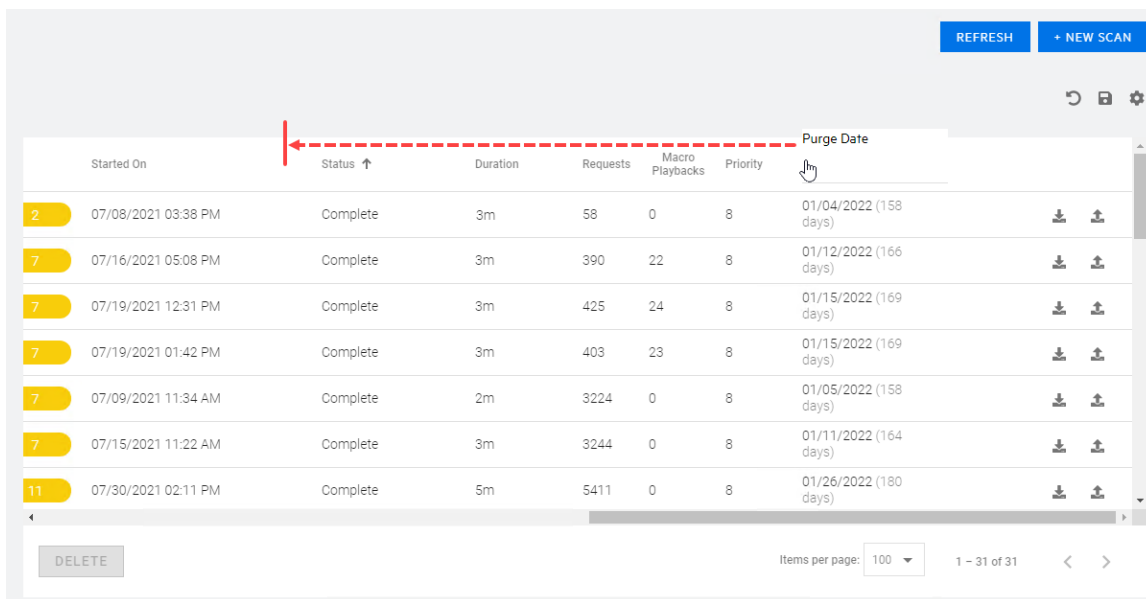 REFRESH
+ NEW SCAN
Purge Date
Started On
Status
Duration
Requests
Macro
Playbacks
Priority
2
07/08/2021 03:38 PM
Complete
3m
58
0
8
01/04/2022 (158
days)
7
07/16/2021 05:08 PM
Complete
3m
390
22
8
01/12/2022 (166
days)
7
07/19/2021 12:31 PM
Complete
3m
425
24
8
01/15/2022 (169
days)
7
07/19/2021 01:42 PM
Complete
3m
403
23
8
01/15/2022 (169
days)
7
07/09/2021 11:34 AM
Complete
2m
3224
0
8
01/05/2022 (158
days)
7
07/15/2021 11:22 AM
Complete
3m
3244
0
8
01/11/2022 (164
days)
11
07/30/2021 02:11 PM
Complete
5m
5411
0
8
01/26/2022 (180
days)
DELETE
Items per page:
100
1 – 31 of 31